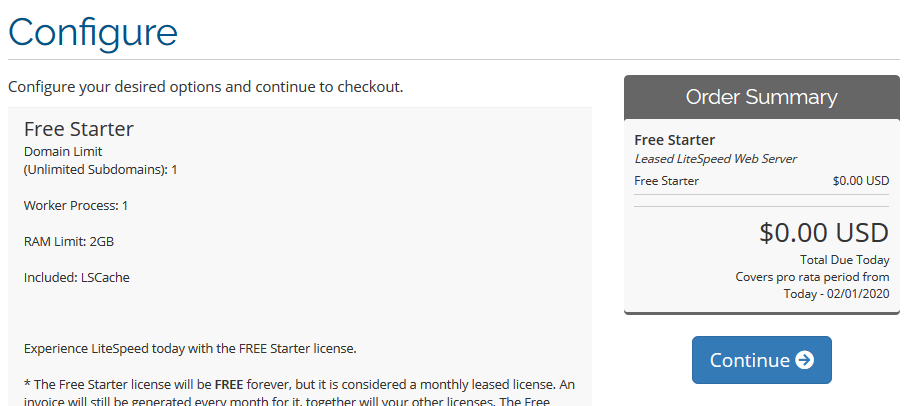 Configure
Configure your desired options and continue to checkout.
Free Starter
Domain Limit
(Unlimited Subdomains): 1
Worker Process: 1
RAM Limit: 2GB
Included: LSCache
Experience LiteSpeed today with the FREE Starter license.
* The Free Starter license will be FREE forever, but it is considered a monthly leased license. An
invoice will still be generated every month for it, together will your other licenses. The Free
Order Summary
Free Starter
Leased LiteSpeed Web Server
Free Starter $0.00 USD
$0.00 USD
Total Due Today
Covers pro rata period from
Today - 02/01/2020
Continue